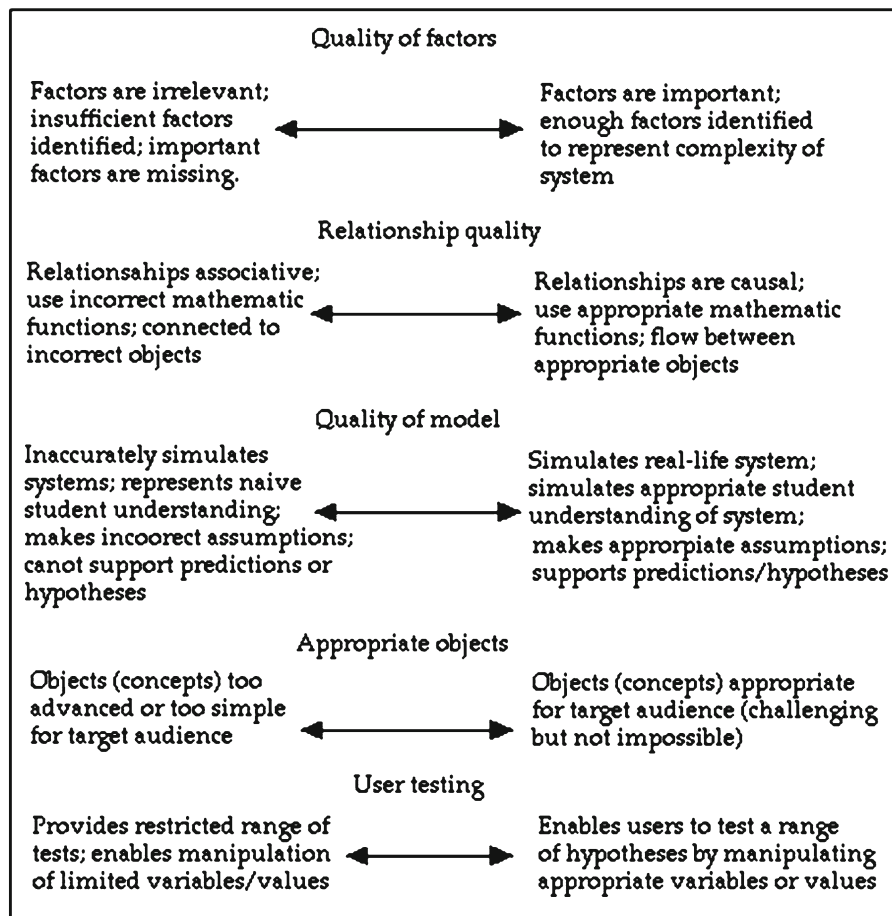 Quality of factors
Factors are irrelevant;
insufficient factors
identified; important
factors are missing.
Factors are important;
enough factors identified
to represent complexity of
system
Relationship quality
Relationsahips associative;
use incorrect mathematic
functions; connected to
incorrect objects
Relationships are causal;
use appropriate mathematic
functions; flow between
appropriate objects
Quality of model
Inaccurately simulates
systems; represents naive
student understanding;
makes incoorect assumptions;
canot support predictions or
hypotheses
Simulates real-life system;
simulates appropriate student
understanding of system;
makes approrpiate assumptions;
supports predictions/hypotheses
Appropriate objects
Objects (concepts) too
advanced or too simple
for target audience
Objects (concepts) appropriate
for target audience (challenging
but not impossible)
User testing
Provides restricted range of
tests; enables manipulation
of limited variables/values
Enables users to test a range
of hypotheses by manipulating
appropriate variables or values